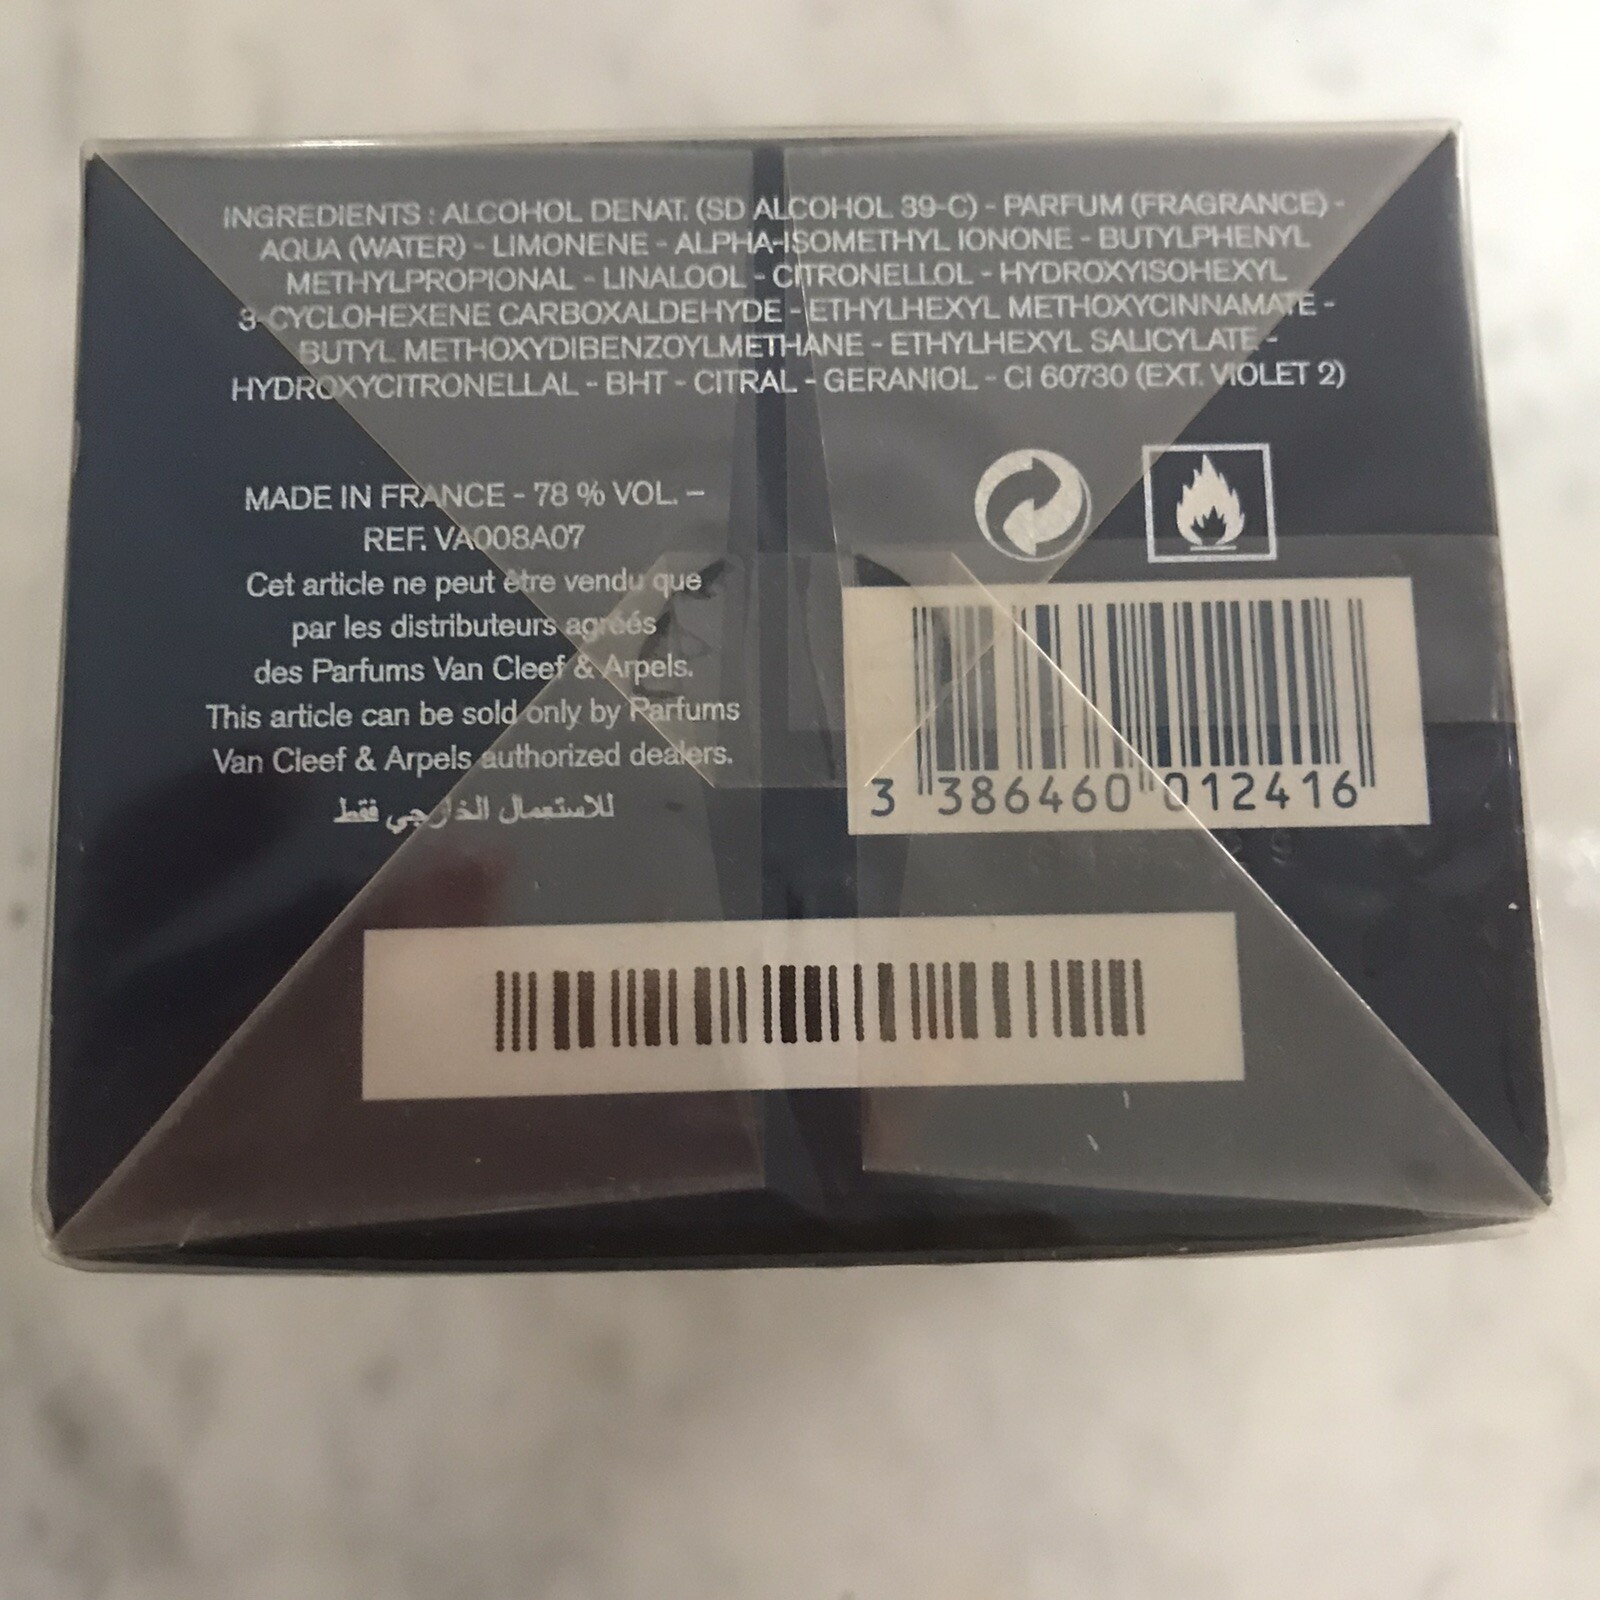 INGREDIENTS : ALCOHOL DENAT. (SD ALCOHOL 39-C) - PARFUM (FRAGRANCE) -
AQUA (WATER) - LIMONENE - ALPHA-ISOMETHYL IONONE - BUTYLPHENYL
METHYLPROPIONAL - LINALOOL - CITRONELLOL - HYDROXYISOHEXYL
3-CYCLOHEXENE CARBOXALDEHYDE - ETHYLHEXYL METHOXYCINNAMATE -
BUTYL METHOXYDIBENZOYLMETHANE - ETHYLHEXYL SALICYLATE -
HYDROXYCITRONELLAL - BHT - CITRAL - GERANIOL - CI 60730 (EXT. VIOLET 2)
MADE IN FRANCE - 78 % VOL. –
REF. VA008A07
Cet article ne peut être vendu que
par les distributeurs agréés
des Parfums Van Cleef & Arpels.
This article can be sold only by Parfums
Van Cleef & Arpels authorized dealers.
للاستعمال الخارجي فقط
3 386460 012416